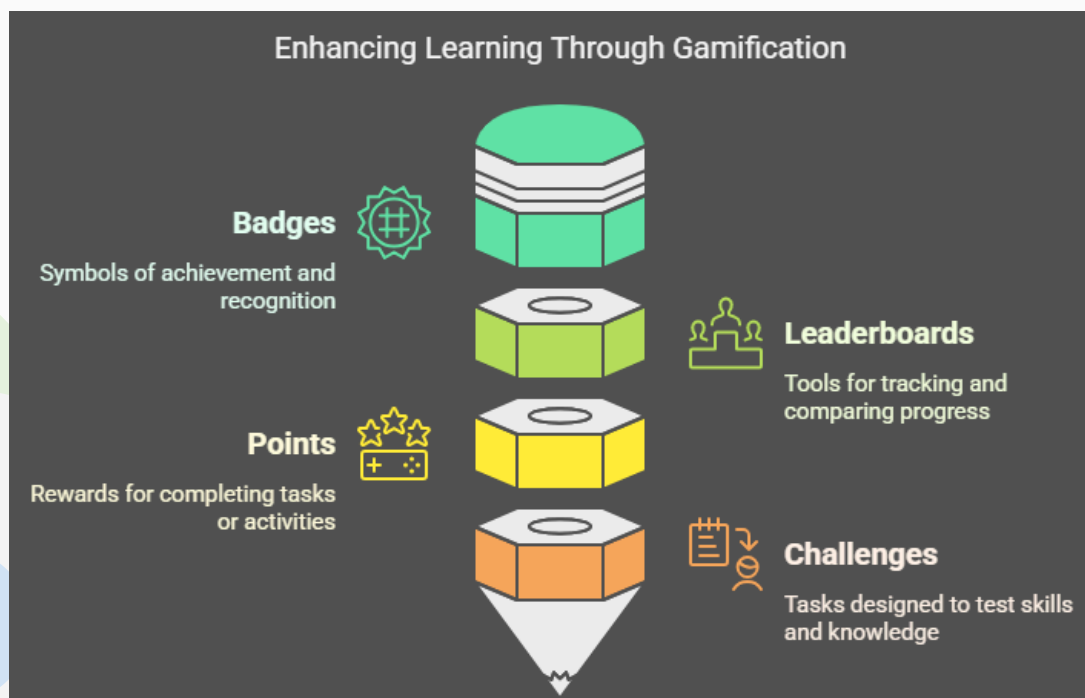 Enhancing Learning Through Gamification
Badges
Symbols of achievement and
recognition
Leaderboards
Tools for tracking and
comparing progress
Points
Rewards for completing tasks
or activities
Challenges
Tasks designed to test skills
and knowledge